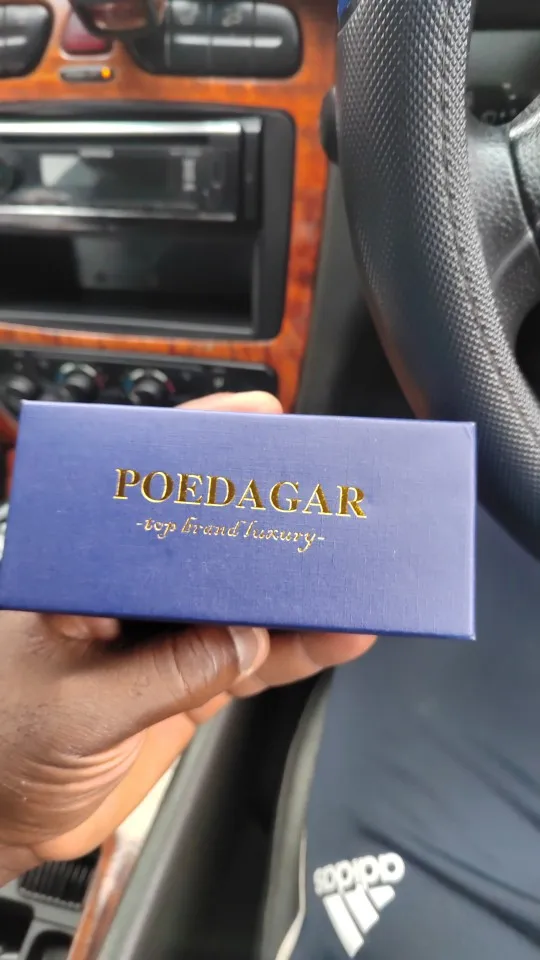 POEDAGAR
-top brand luxury-
adidas